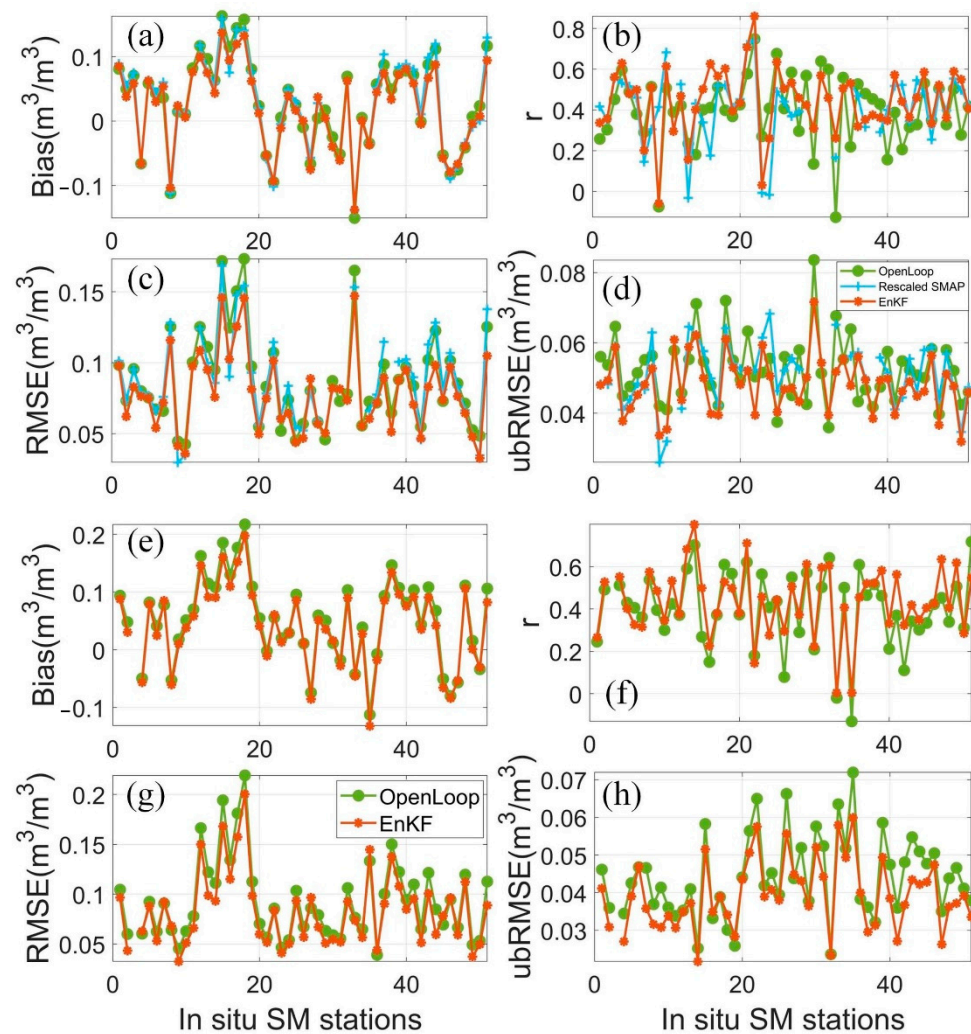 (a)
Bias(m³/m³)
0.1
0
−0.1
0 20 40
(b)
r
0.8
0.6
0.4
0.2
0
0 20 40
(c)
RMSE(m³/m³)
0.15
0.1
0.05
0 20 40
(d)
ubRMSE(m³/m³)
0.08
0.06
0.04
OpenLoop
Rescaled SMAP
EnKF
0 20 40
(e)
Bias(m³/m³)
0.2
0.1
0
−0.1
0 20 40
(f)
r
0.6
0.4
0.2
0
0 20 40
(g)
RMSE(m³/m³)
0.2
0.15
0.1
0.05
OpenLoop
EnKF
0 20 40
In situ SM stations
(h)
ubRMSE(m³/m³)
0.07
0.06
0.05
0.04
0.03
0 20 40
In situ SM stations